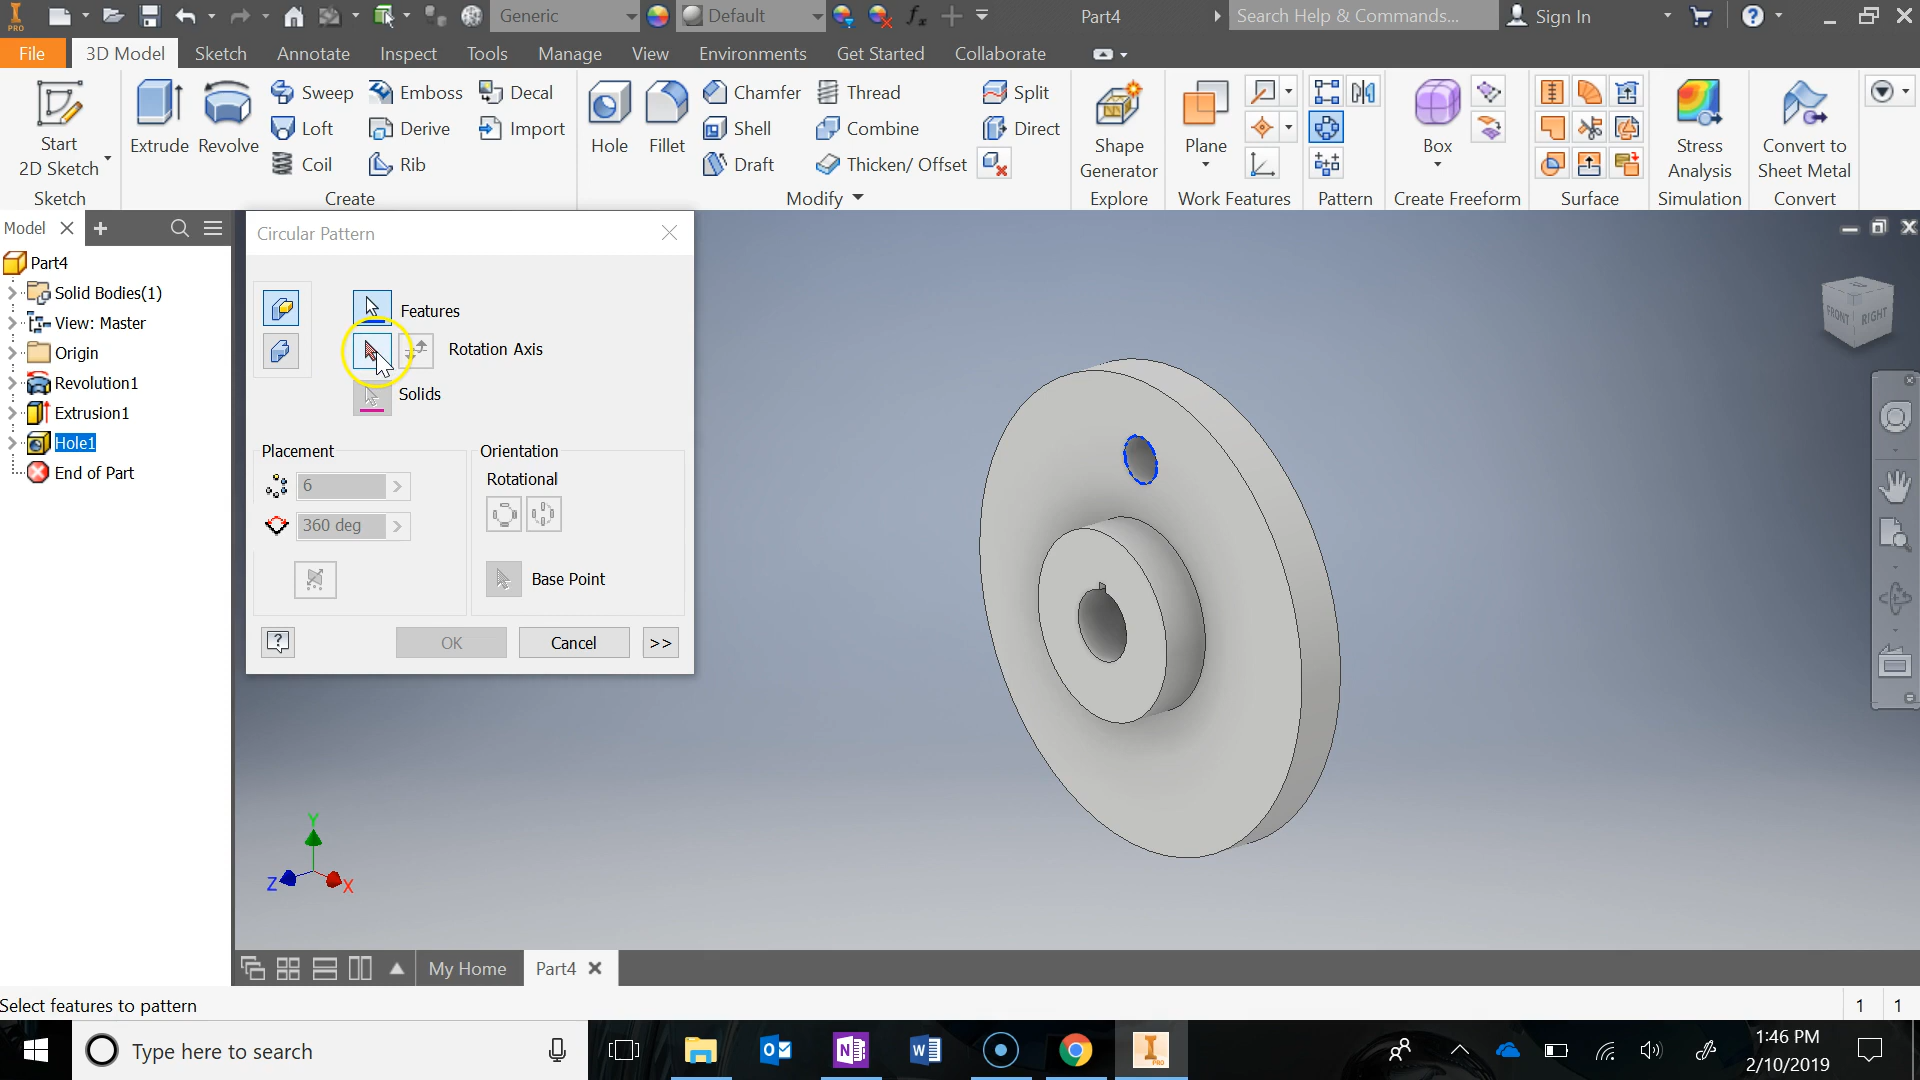 PRO
Generic
Default
Part4
Search Help & Commands...
Sign In
File
3D Model
Sketch
Annotate
Inspect
Tools
Manage
View
Environments
Get Started
Collaborate
Start
2D Sketch
Extrude
Revolve
Sweep
Loft
Coil
Emboss
Derive
Rib
Decal
Import
Hole
Fillet
Chamfer
Shell
Draft
Thread
Combine
Thicken/ Offset
Split
Direct
Shape
Generator
Plane
Box
Stress
Analysis
Convert to
Sheet Metal
Sketch
Create
Modify
Explore
Work Features
Pattern
Create Freeform
Surface
Simulation
Convert
Model
Part4
Solid Bodies(1)
View: Master
Origin
Revolution1
Extrusion1
Hole1
End of Part
Circular Pattern
Features
Rotation Axis
Solids
Placement
6
360 deg
Orientation
Rotational
Base Point
OK
Cancel
>>
FRONT
RIGHT
Y
Z
X
My Home
Part4
Select features to pattern
1
1
Type here to search
1:46 PM
2/10/2019